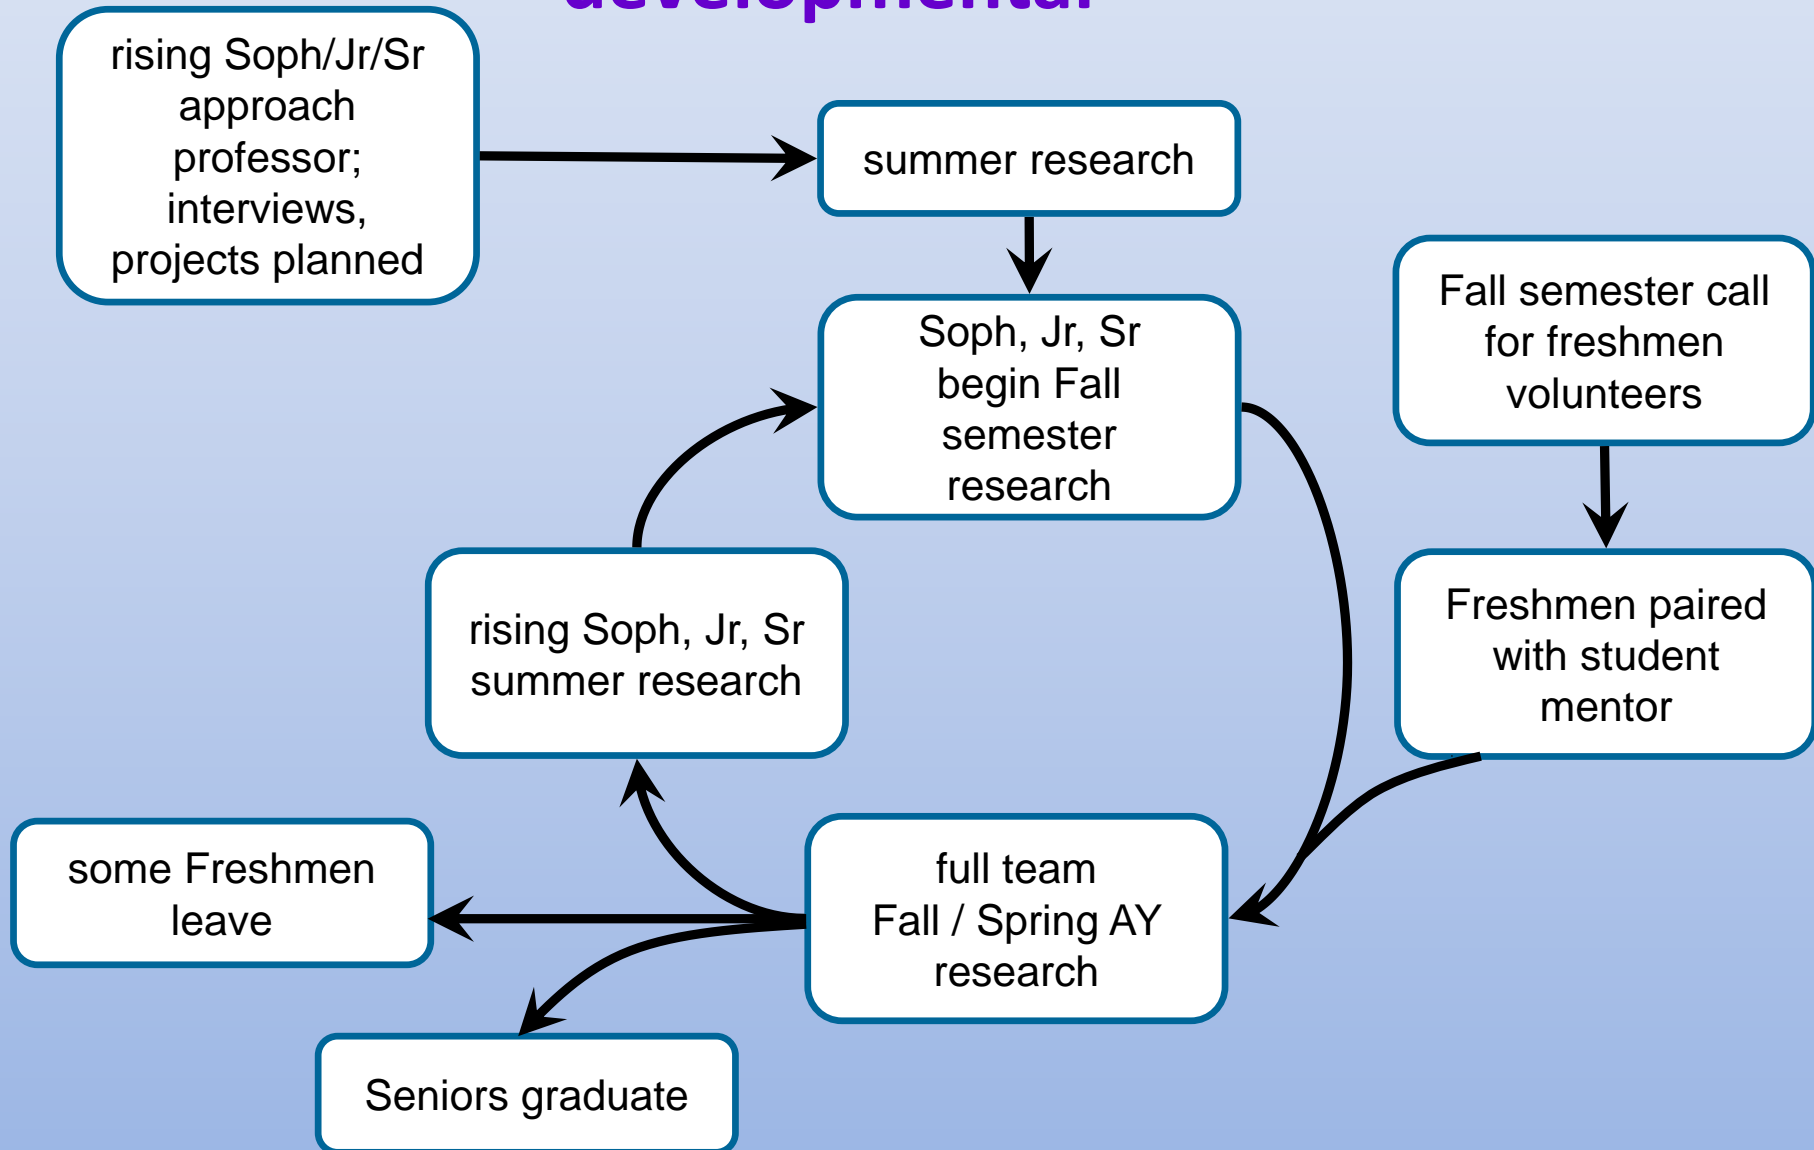 developmental
rising Soph/Jr/Sr
approach
professor;
interviews,
projects planned
summer research
Soph, Jr, Sr
begin Fall
semester
research
Fall semester call
for freshmen
volunteers
Freshmen paired
with student
mentor
rising Soph, Jr, Sr
summer research
full team
Fall / Spring AY
research
some Freshmen
leave
Seniors graduate